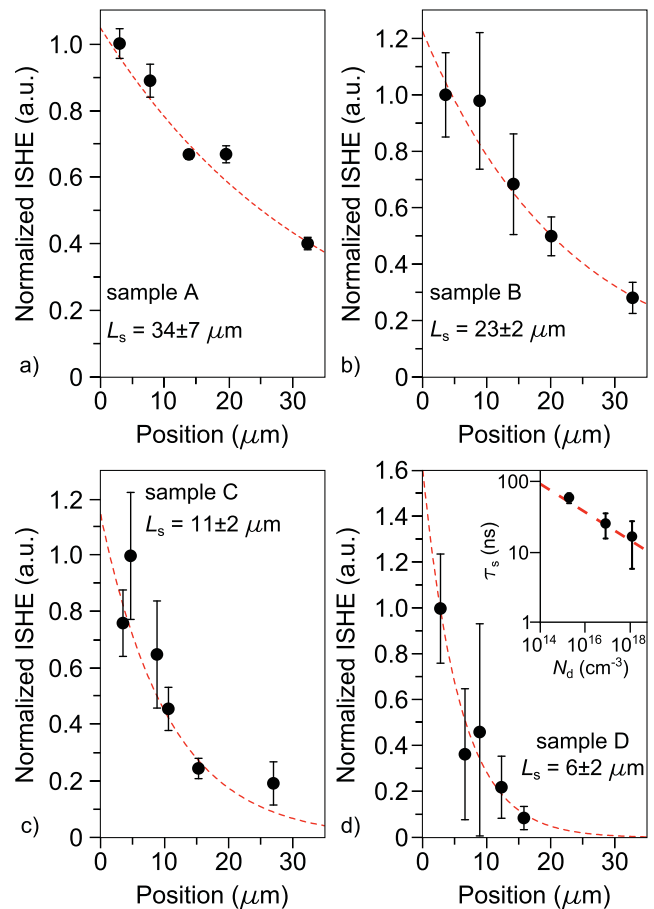 Normalized ISHE (a.u.)
1.0
0.8
0.6
0.4
0.2
0
sample A
Ls = 34±7 μm
a)
0 10 20 30
Position (μm)
Normalized ISHE (a.u.)
1.2
1.0
0.8
0.6
0.4
0.2
0
sample B
Ls = 23±2 μm
b)
0 10 20 30
Position (μm)
Normalized ISHE (a.u.)
1.2
1.0
0.8
0.6
0.4
0.2
0
sample C
Ls = 11±2 μm
c)
0 10 20 30
Position (μm)
Normalized ISHE (a.u.)
1.6
1.4
1.2
1.0
0.8
0.6
0.4
0.2
0
τs (ns)
100
10
1
10^14 10^16 10^18
Nd (cm^-3)
sample D
Ls = 6±2 μm
d)
0 10 20 30
Position (μm)